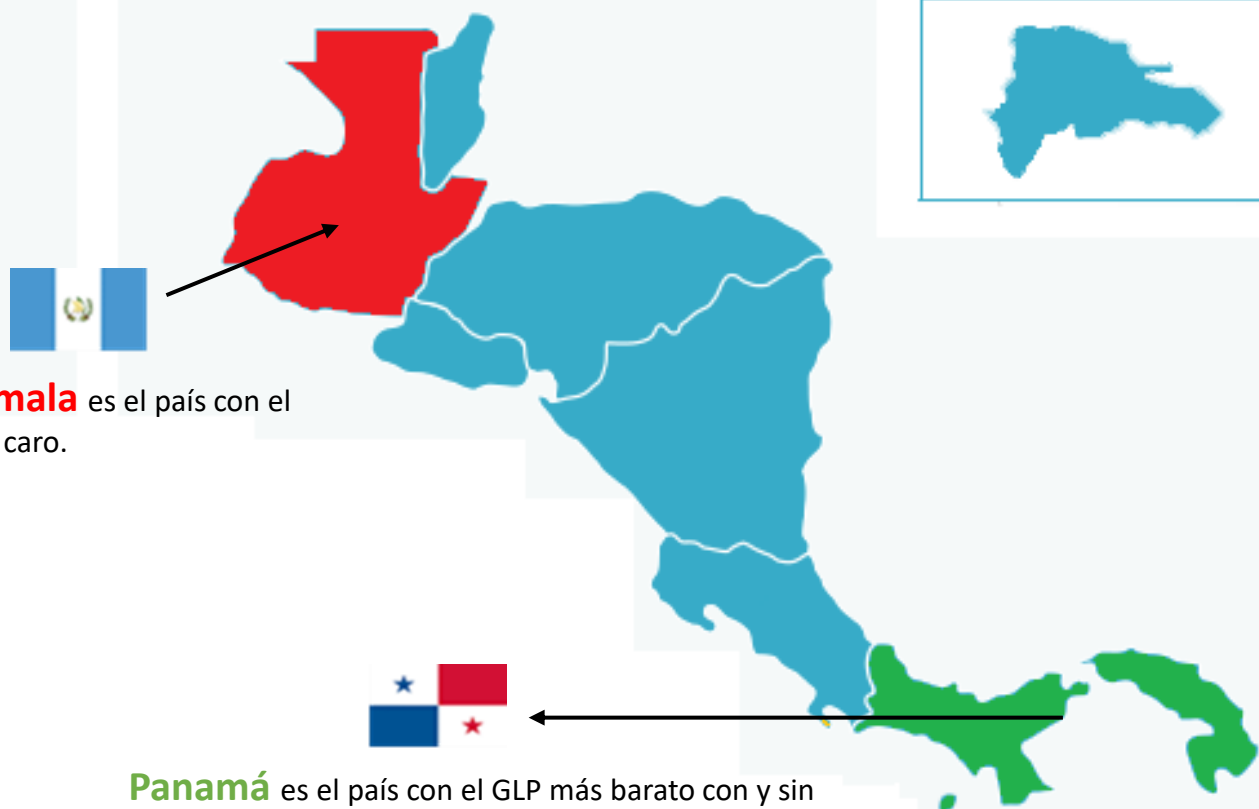 mala es el país con el
caro.
Panamá es el país con el GLP más barato con y sin